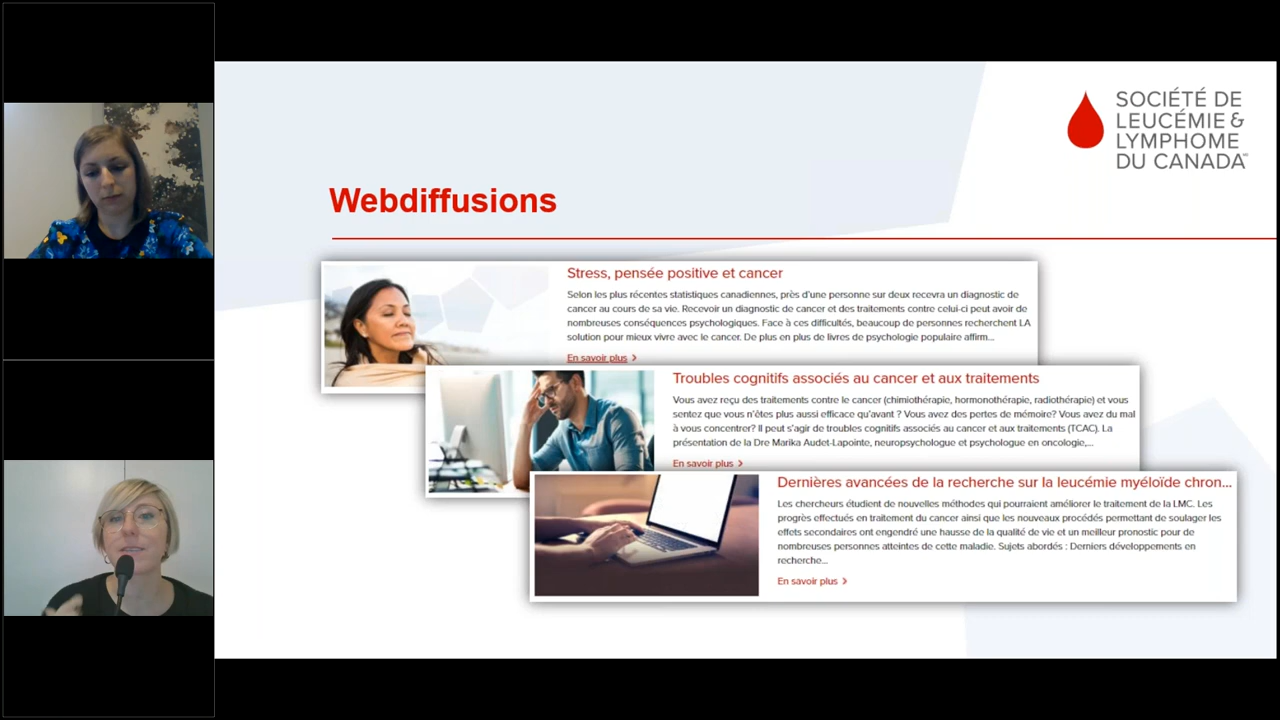 SOCIÉTÉ DE
LEUCÉMIE &
LYMPHOME
DU CANADA
Webdiffusions
Stress, pensée positive et cancer
Selon les plus récentes statistiques canadiennes, près d'une personne sur deux recevra un diagnostic de
cancer au cours de sa vie. Recevoir un diagnostic de cancer et des traitements contre celui-ci peut avoir de
nombreuses conséquences psychologiques. Face à ces difficultés, beaucoup de personnes recherchent LA
solution pour mieux vivre avec le cancer. De plus en plus de livres de psychologie populaire affirm...
En savoir plus
Troubles cognitifs associés au cancer et aux traitements
Vous avez reçu des traitements contre le cancer (chimiothérapie, hormonothérapie, radiothérapie) et vous
sentez que vous n'êtes plus aussi efficace qu'avant ? Vous avez des pertes de mémoire? Vous avez du mal
à vous concentrer? Il peut s'agir de troubles cognitifs associés au cancer et aux traitements (TCAC). La
présentation de la Dre Marika Audet-Lapointe, neuropsychologue et psychologue en oncologie,...
En savoir plus
Dernières avancées de la recherche sur la leucémie myéloïde chron...
Les chercheurs étudient de nouvelles méthodes qui pourraient améliorer le traitement de la LMC. Les
progrès effectués en traitement du cancer ainsi que les nouveaux procédés permettant de soulager les
effets secondaires ont engendré une hausse de la qualité de vie et un meilleur pronostic pour de
nombreuses personnes atteintes de cette maladie. Sujets abordés : Derniers développements en
recherche...
En savoir plus